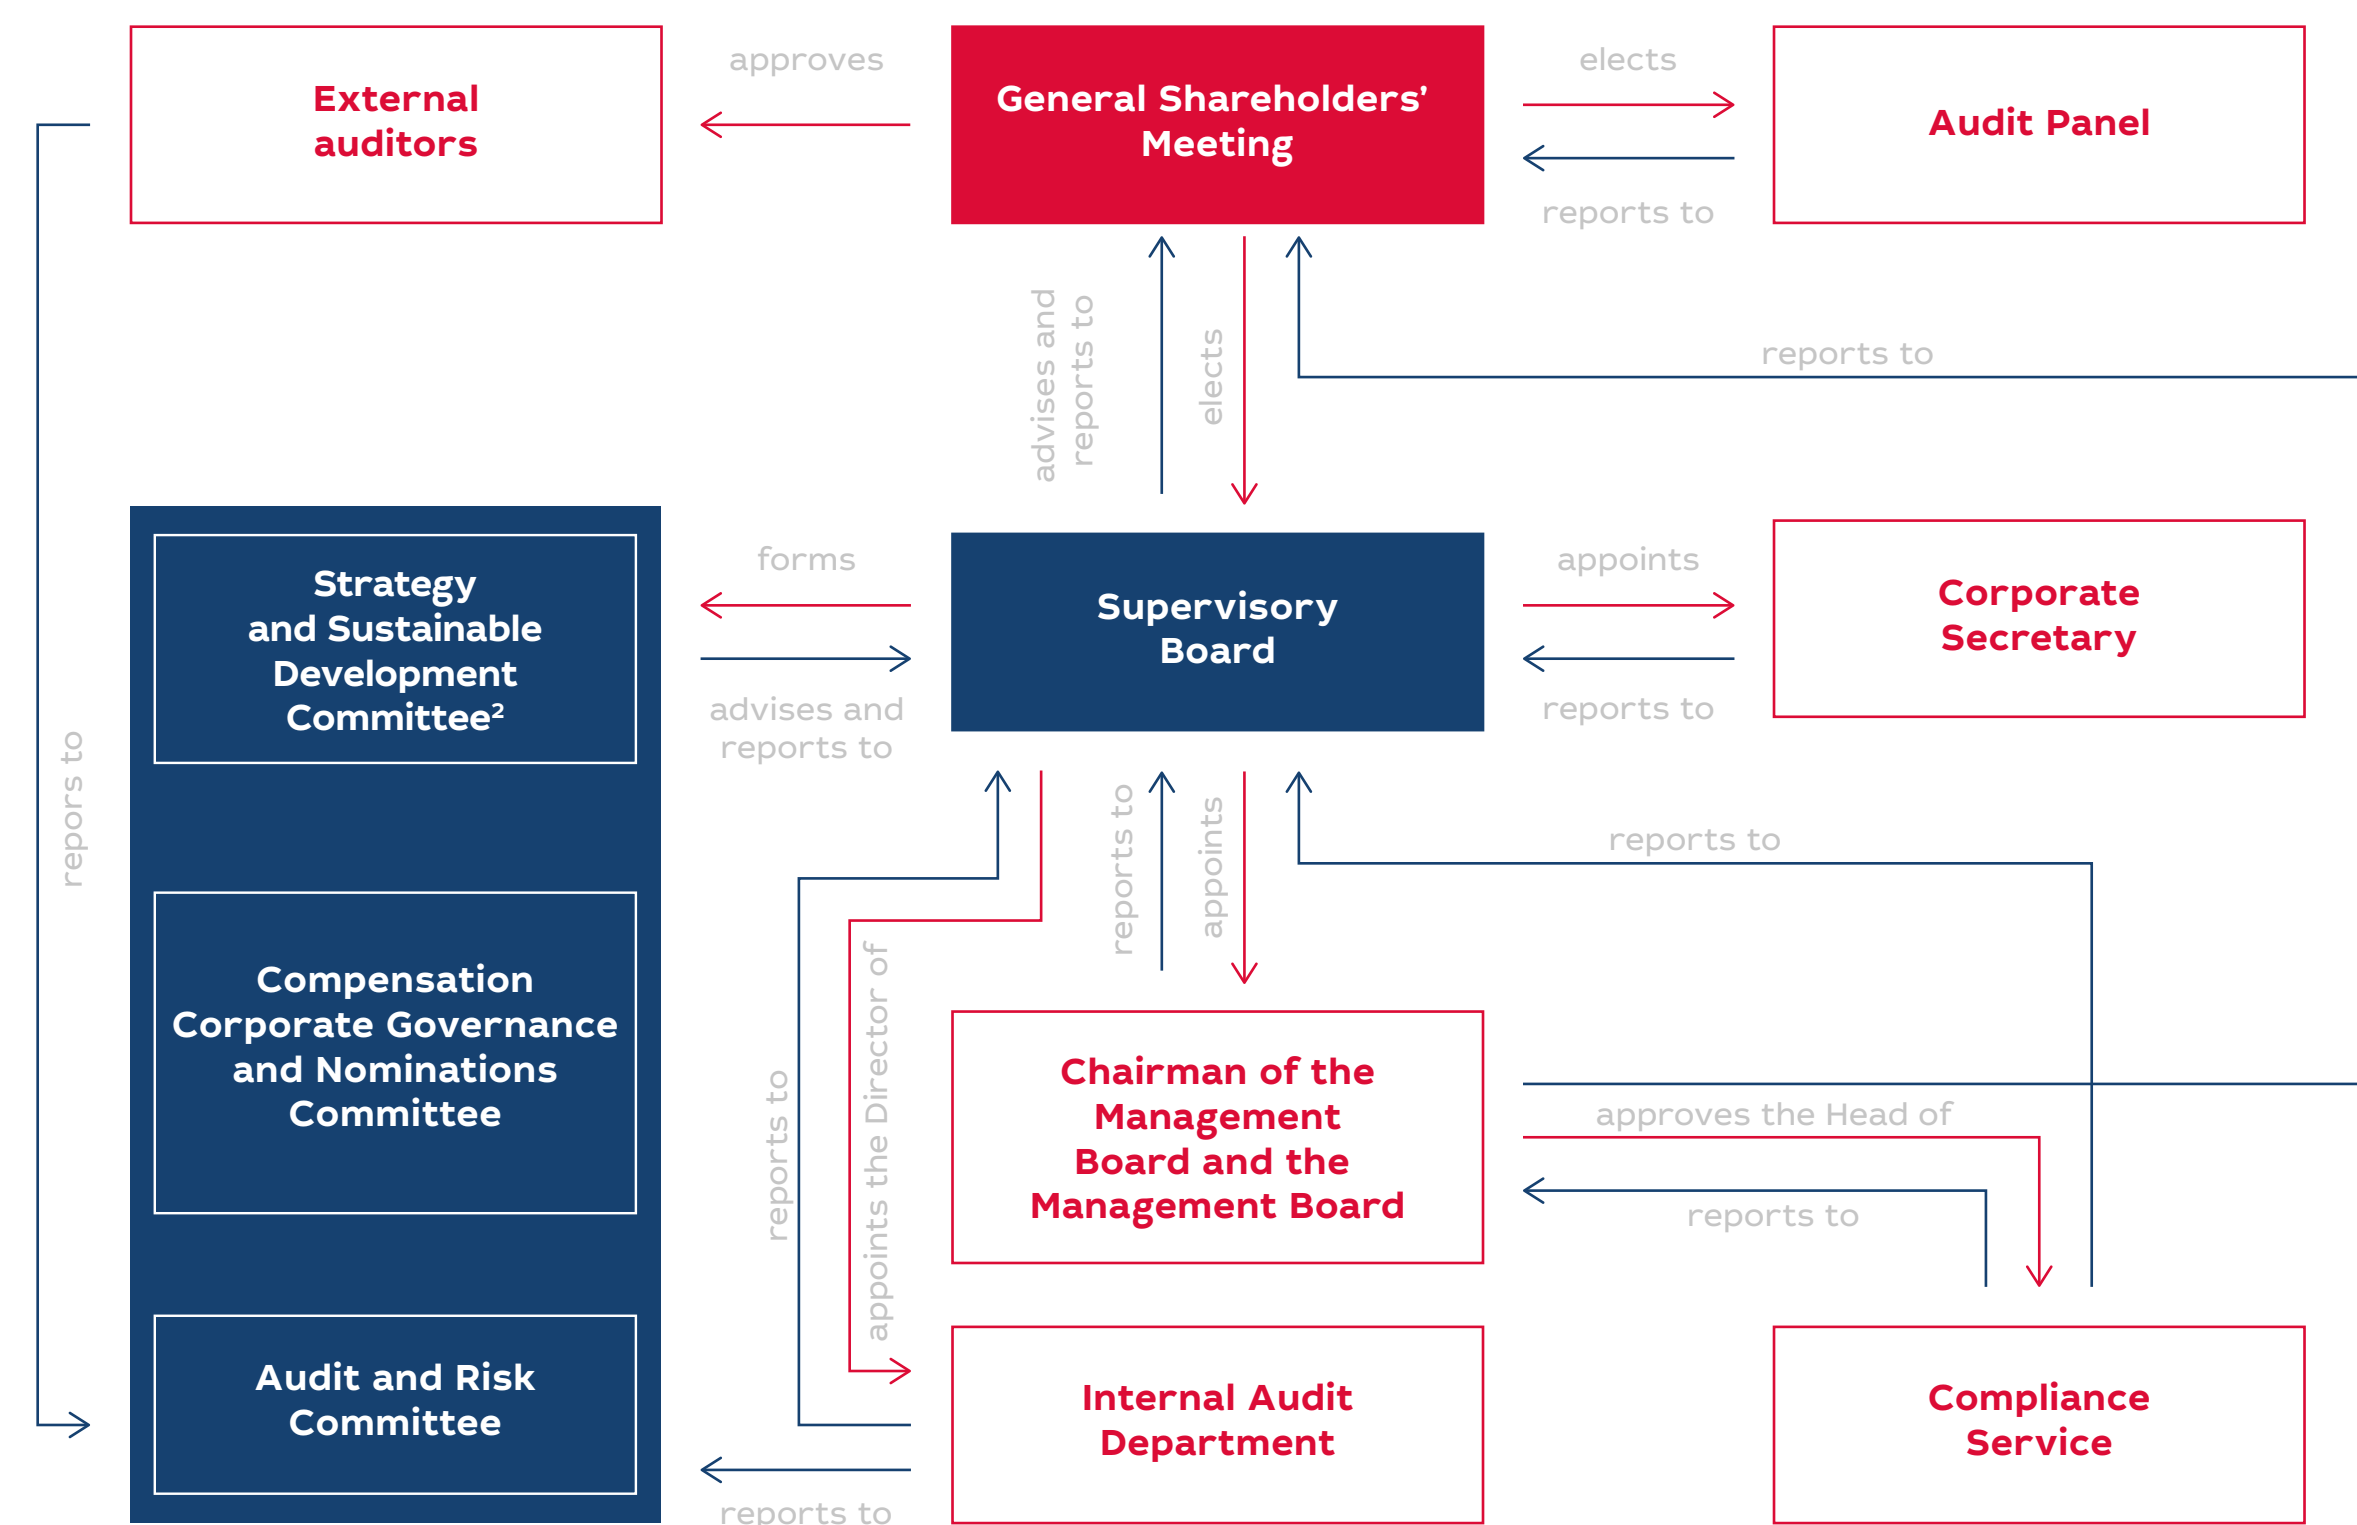 External
auditors
approves
General Shareholders’
Meeting
elects
reports to
Audit Panel
advises and
reports to
elects
reports to
repors to
Strategy
and Sustainable
Development
Committee²
forms
advises and
reports to
Supervisory
Board
appoints
reports to
Corporate
Secretary
reports to
appoints
reports to
Compensation
Corporate Governance
and Nominations
Committee
reports to
appoints the Director of
Chairman of the
Management
Board and the
Management Board
approves the Head of
reports to
Audit and Risk
Committee
reports to
Internal Audit
Department
Compliance
Service